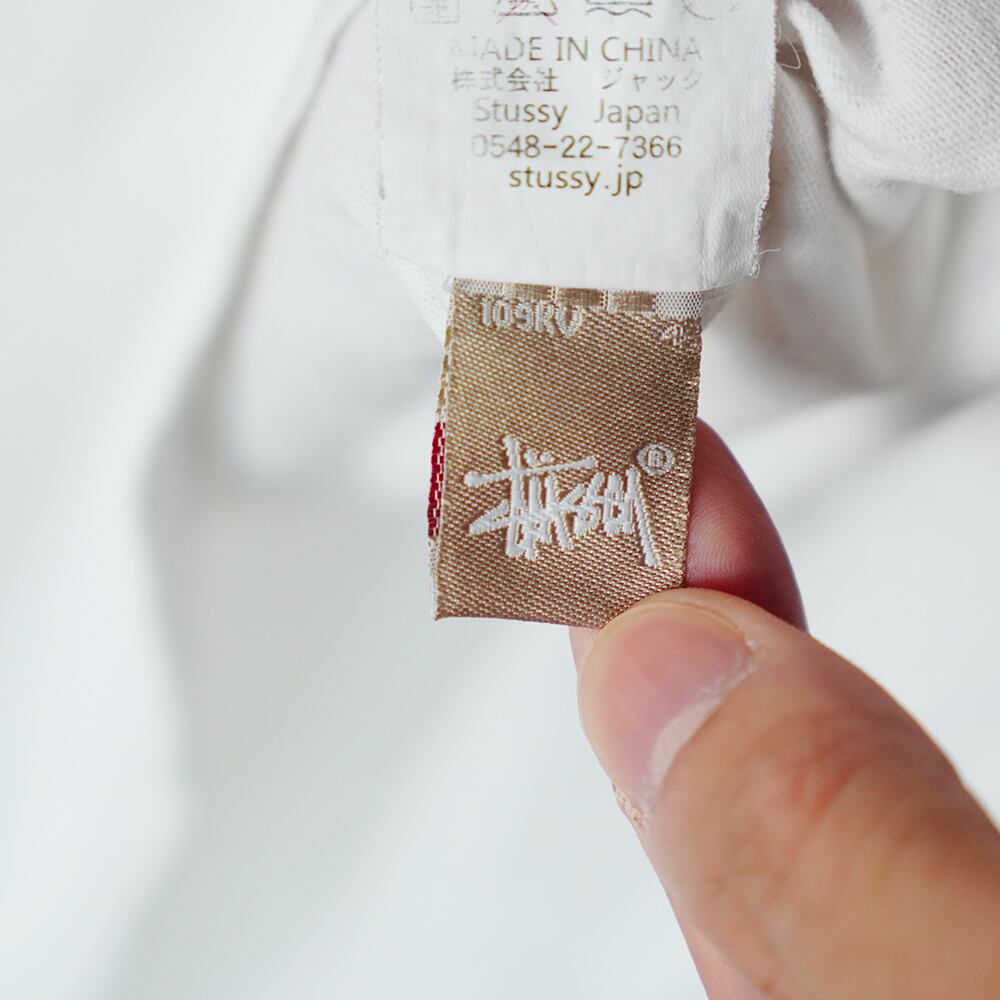 MADE IN CHINA
株式会社 ジャック
Stussy Japan
0548-22-7366
stussy.jp
109KU
Stüssy ®